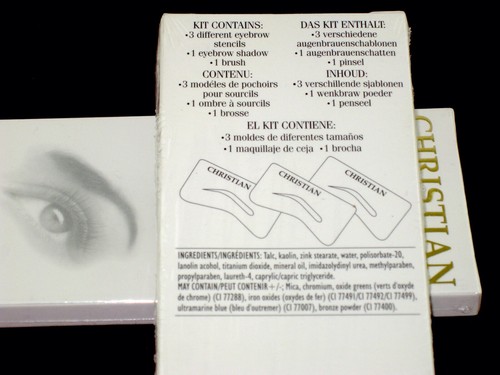 KIT CONTAINS:
•3 different eyebrow
stencils
•1 eyebrow shadow
•1 brush
DAS KIT ENTHALT:
•3 verschiedene
augenbrauenschablonen
•1 augenbrauenschatten
•1 pinsel
CONTENU:
•3 modéles de pochoirs
pour sourcils
•1 ombre à sourcils
•1 brosse
INHOUD:
•3 verschillende sjablonen
•1 wenkbraw poeder
•1 penseel
EL KIT CONTIENE:
•3 moldes de diferentes tamaños
•1 maquillaje de ceja •1 brocha
CHRISTIAN
CHRISTIAN
CHRISTIAN
INGREDIENTS/INGRÉDIENTS: Talc, kaolin, zink stearate, water, polisorbate-20,
lanolin acohol, titanium dioxide, mineral oil, imidazolydinyl urea, methylparaben,
propylparaben, laureth-4, caprylic/capric triglyceride.
MAY CONTAIN/PEUT CONTENIR +/-: Mica, chromium, oxide greens (verts d'oxyde
de chrome) (CI 77288), iron oxides (oxydes de fer) (CI 77491/CI 77492/CI 77499),
ultramarine blue (bleu d'outremer) (CI 77007), bronze powder (CI 77400).
CHRISTIAN